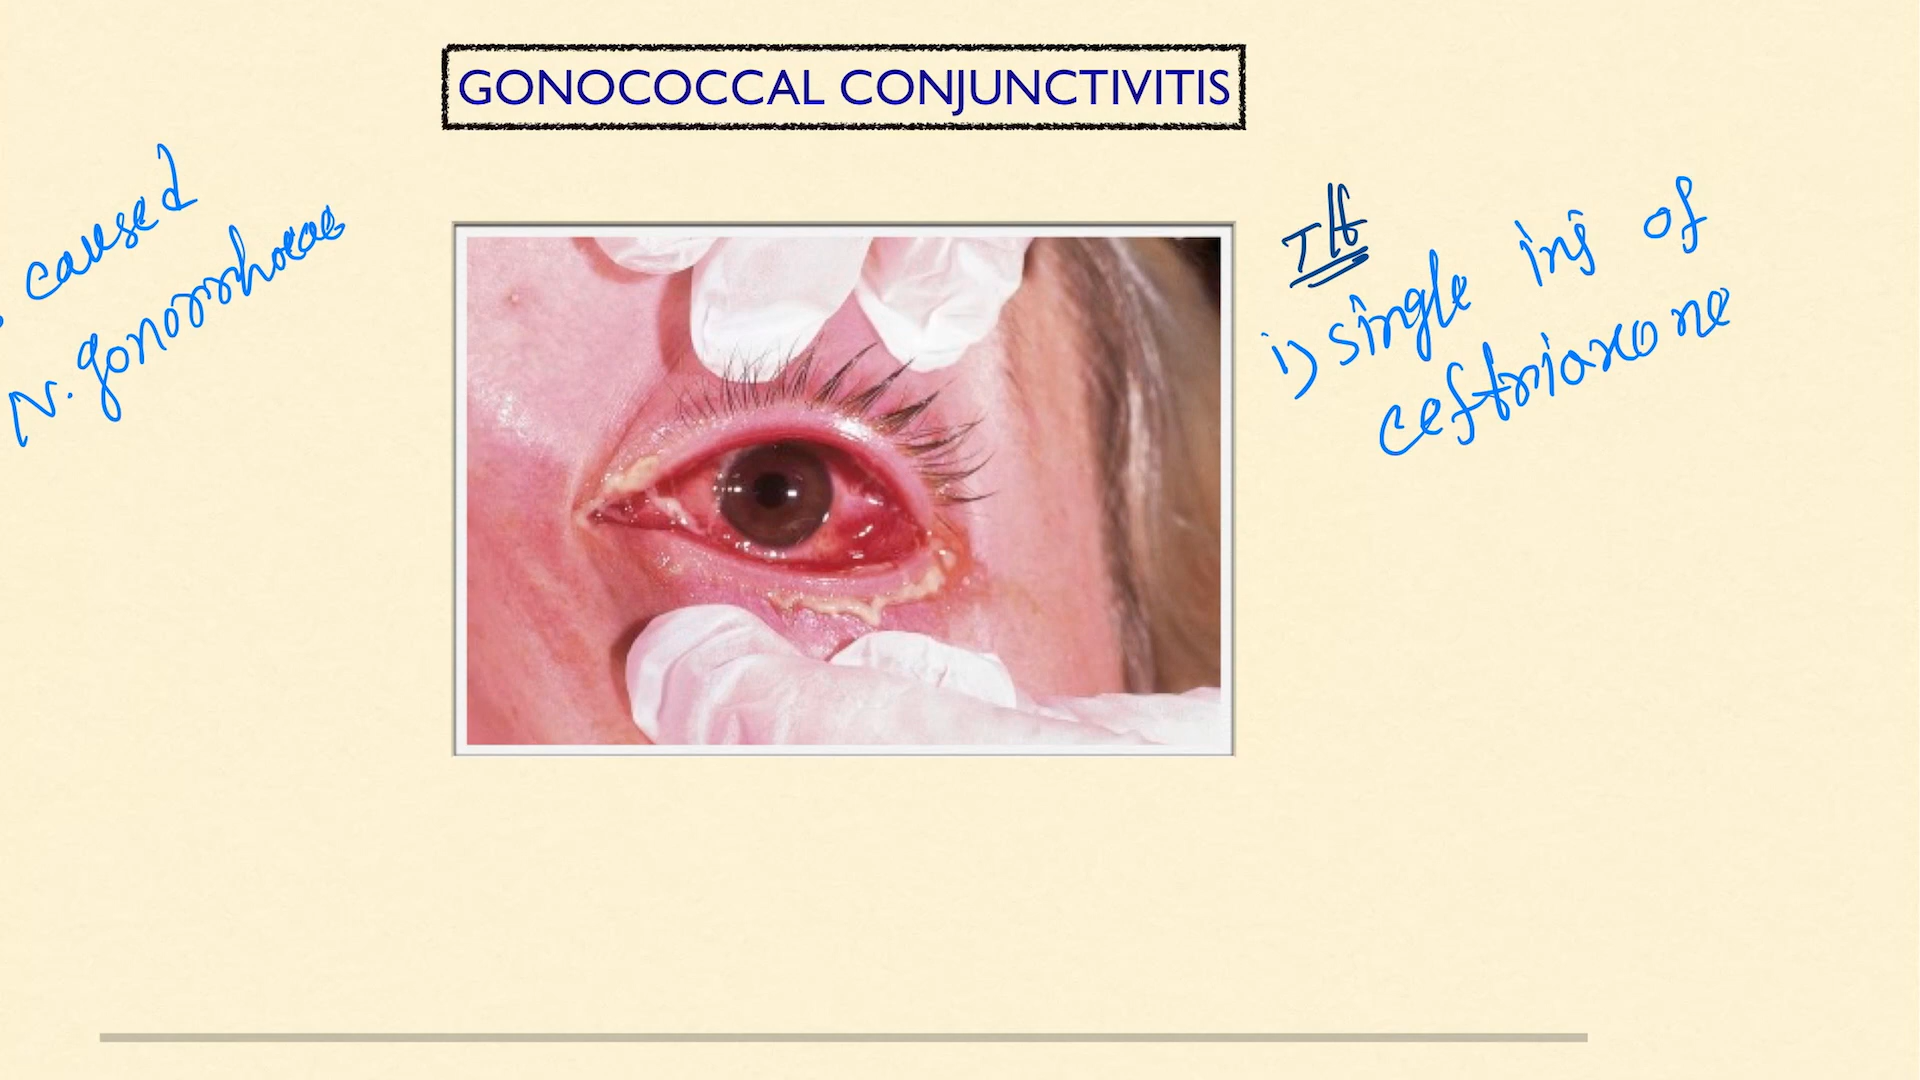 GONOCOCCAL CONJUNCTIVITIS
caused
N. gonorrhoeae
Tt
i) single inj of
ceftriaxone